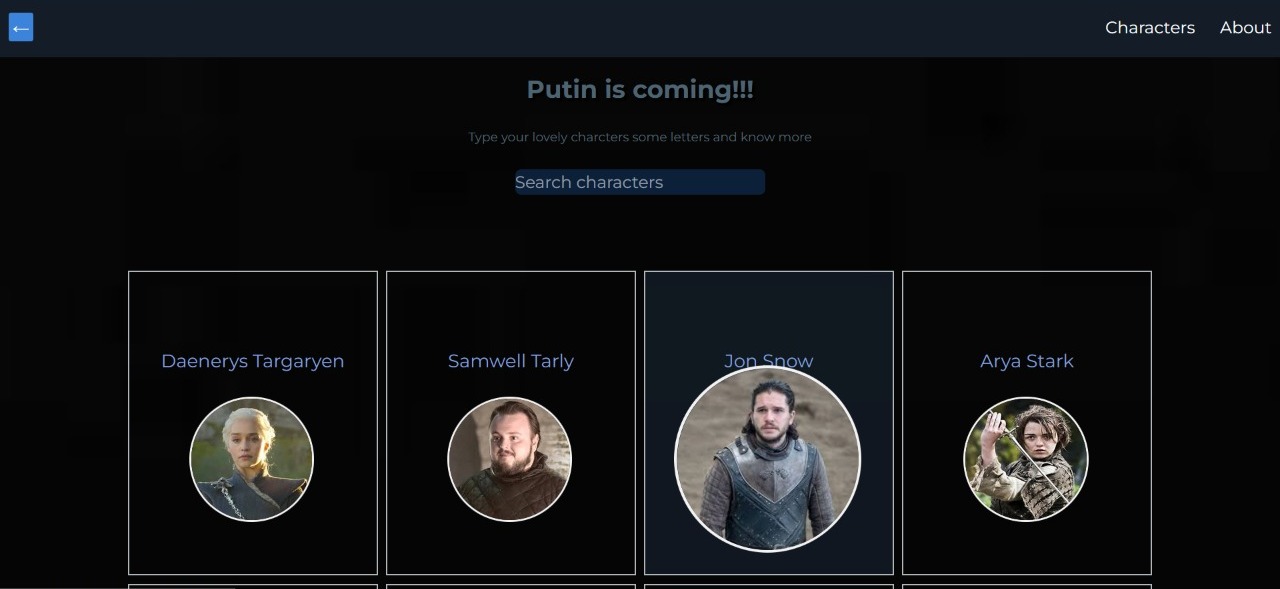 ←
Characters About
Putin is coming!!!
Type your lovely charcters some letters and know more
Search characters
Daenerys Targaryen
Samwell Tarly
Jon Snow
Arya Stark